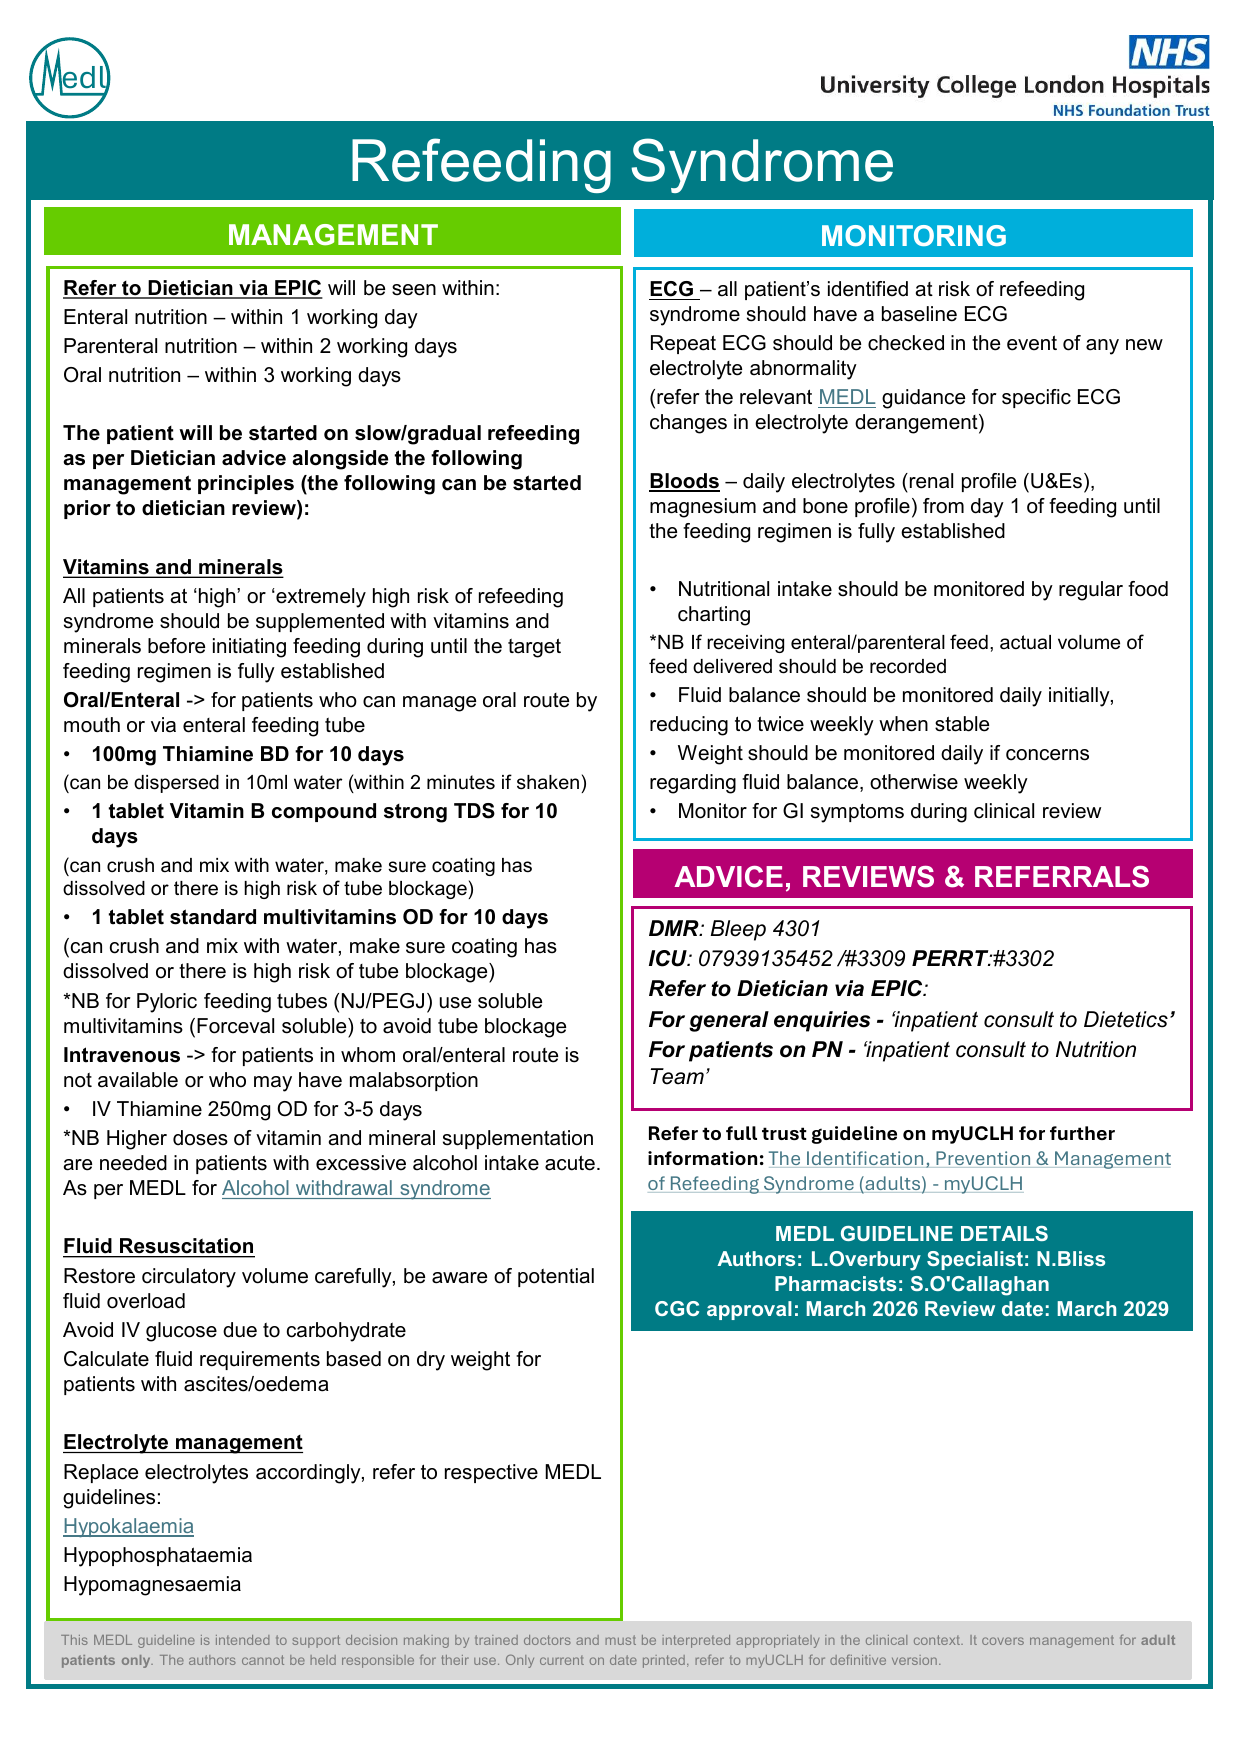 Medl
NHS
University College London Hospitals
NHS Foundation Trust
Refeeding Syndrome
MANAGEMENT
Refer to Dietician via EPIC will be seen within:
Enteral nutrition – within 1 working day
Parenteral nutrition – within 2 working days
Oral nutrition – within 3 working days
The patient will be started on slow/gradual refeeding
as per Dietician advice alongside the following
management principles (the following can be started
prior to dietician review):
Vitamins and minerals
All patients at ‘high’ or ‘extremely high risk of refeeding
syndrome should be supplemented with vitamins and
minerals before initiating feeding during until the target
feeding regimen is fully established
Oral/Enteral -> for patients who can manage oral route by
mouth or via enteral feeding tube
• 100mg Thiamine BD for 10 days
(can be dispersed in 10ml water (within 2 minutes if shaken)
• 1 tablet Vitamin B compound strong TDS for 10
days
(can crush and mix with water, make sure coating has
dissolved or there is high risk of tube blockage)
• 1 tablet standard multivitamins OD for 10 days
(can crush and mix with water, make sure coating has
dissolved or there is high risk of tube blockage)
*NB for Pyloric feeding tubes (NJ/PEGJ) use soluble
multivitamins (Forceval soluble) to avoid tube blockage
Intravenous -> for patients in whom oral/enteral route is
not available or who may have malabsorption
• IV Thiamine 250mg OD for 3-5 days
*NB Higher doses of vitamin and mineral supplementation
are needed in patients with excessive alcohol intake acute.
As per MEDL for Alcohol withdrawal syndrome
Fluid Resuscitation
Restore circulatory volume carefully, be aware of potential
fluid overload
Avoid IV glucose due to carbohydrate
Calculate fluid requirements based on dry weight for
patients with ascites/oedema
Electrolyte management
Replace electrolytes accordingly, refer to respective MEDL
guidelines:
Hypokalaemia
Hypophosphataemia
Hypomagnesaemia
MONITORING
ECG – all patient’s identified at risk of refeeding
syndrome should have a baseline ECG
Repeat ECG should be checked in the event of any new
electrolyte abnormality
(refer the relevant MEDL guidance for specific ECG
changes in electrolyte derangement)
Bloods – daily electrolytes (renal profile (U&Es),
magnesium and bone profile) from day 1 of feeding until
the feeding regimen is fully established
• Nutritional intake should be monitored by regular food
charting
*NB If receiving enteral/parenteral feed, actual volume of
feed delivered should be recorded
• Fluid balance should be monitored daily initially,
reducing to twice weekly when stable
• Weight should be monitored daily if concerns
regarding fluid balance, otherwise weekly
• Monitor for GI symptoms during clinical review
ADVICE, REVIEWS & REFERRALS
DMR: Bleep 4301
ICU: 07939135452 /#3309 PERRT:#3302
Refer to Dietician via EPIC:
For general enquiries - ‘inpatient consult to Dietetics’
For patients on PN - ‘inpatient consult to Nutrition
Team’
Refer to full trust guideline on myUCLH for further
information: The Identification, Prevention & Management
of Refeeding Syndrome (adults) - myUCLH
MEDL GUIDELINE DETAILS
Authors: L.Overbury Specialist: N.Bliss
Pharmacists: S.O'Callaghan
CGC approval: March 2026 Review date: March 2029
This MEDL guideline is intended to support decision making by trained doctors and must be interpreted appropriately in the clinical context. It covers management for adult
patients only. The authors cannot be held responsible for their use. Only current on date printed, refer to myUCLH for definitive version.